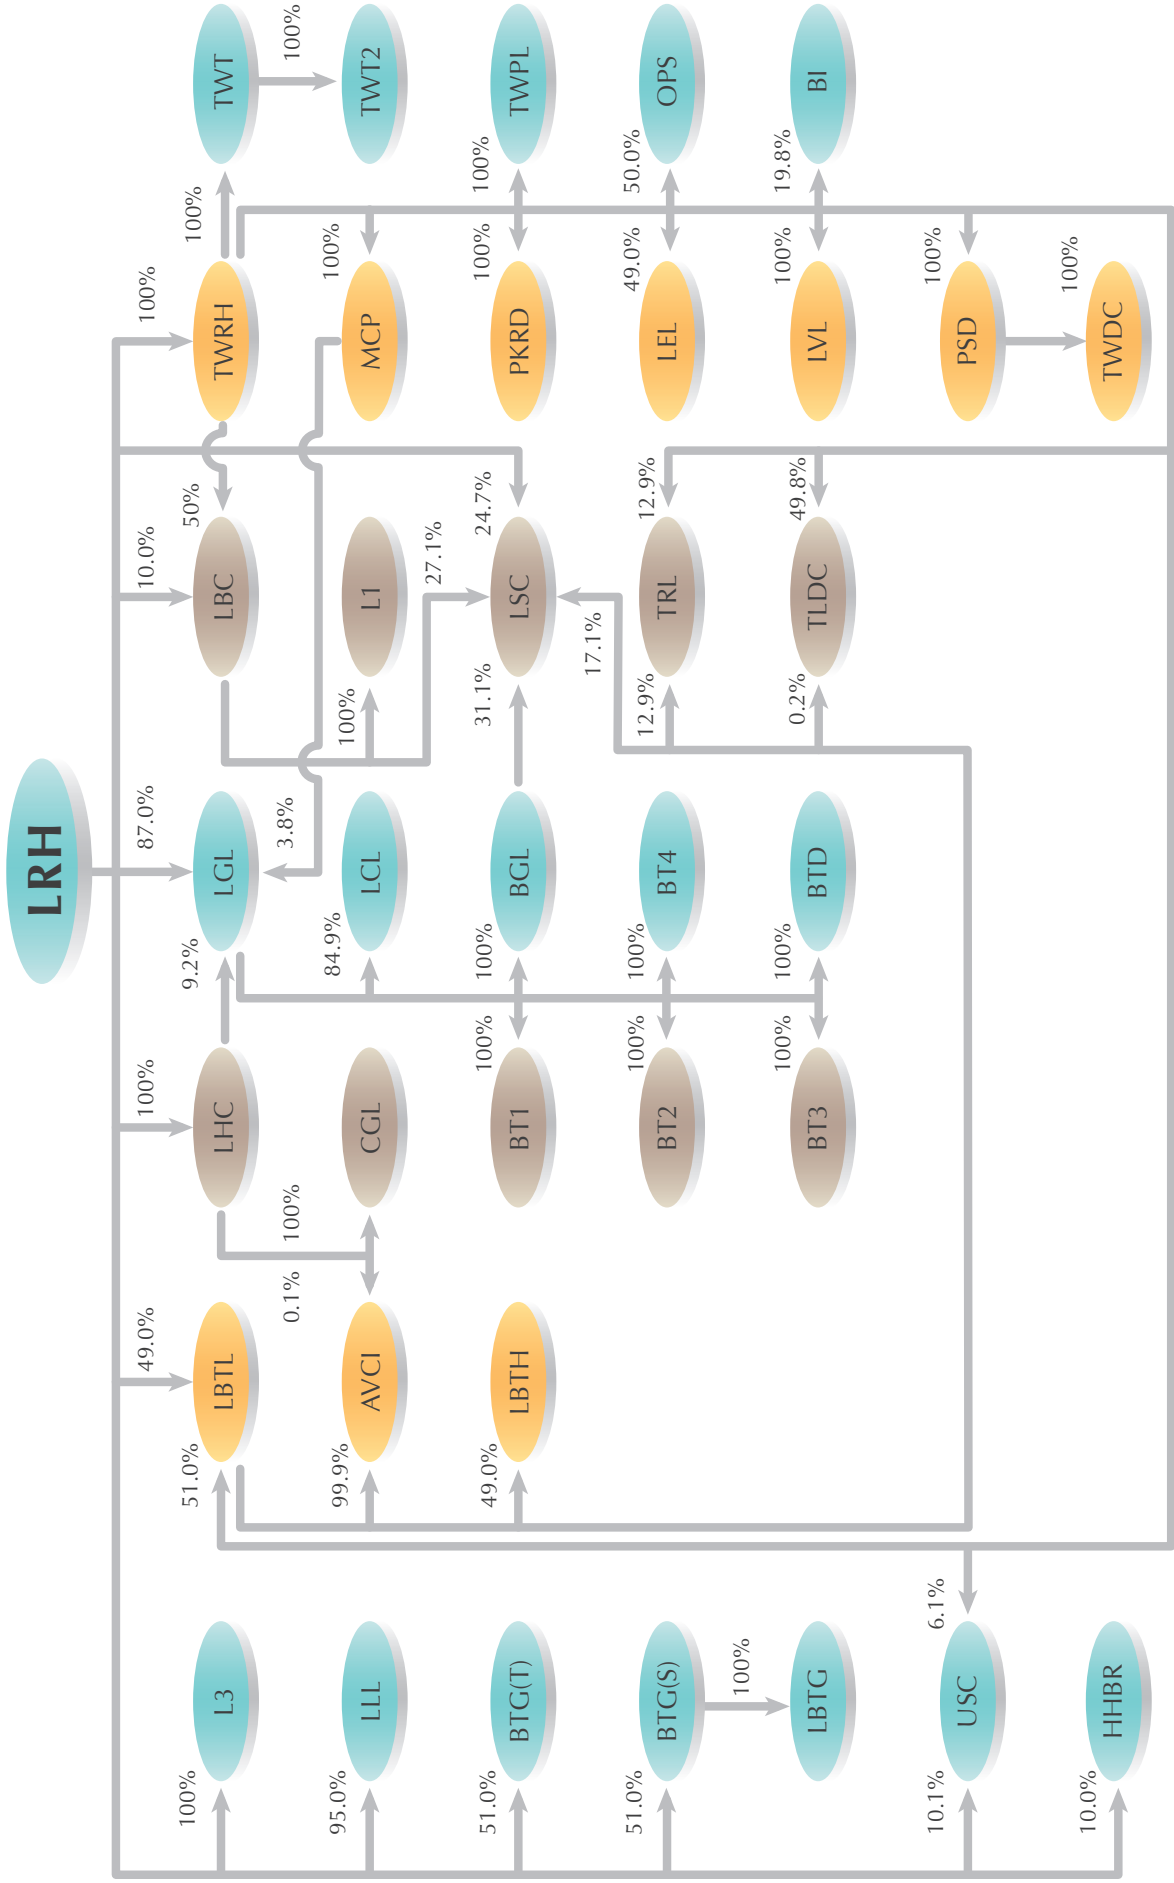 LRH
100%
10.0%
87.0%
100%
49.0%
L3
100%
LBTL
51.0%
LHC
LGL
9.2%
LBC
50%
TWRH
TWT
100%
100%
3.8%
100%
0.1%
LLL
95.0%
AVCI
99.9%
CGL
LCL
84.9%
L1
100%
MCP
100%
TWT2
27.1%
BTG(T)
51.0%
LBTH
49.0%
BT1
100%
BGL
100%
LSC
31.1%
24.7%
PKRD
100%
TWPL
100%
17.1%
BTG(S)
51.0%
BT2
100%
BT4
100%
TRL
12.9%
12.9%
LEL
49.0%
OPS
50.0%
100%
LBTG
BT3
100%
BTD
100%
TLDC
0.2%
49.8%
LVL
100%
BI
19.8%
USC
10.1%
6.1%
PSD
100%
100%
HHBR
10.0%
TWDC